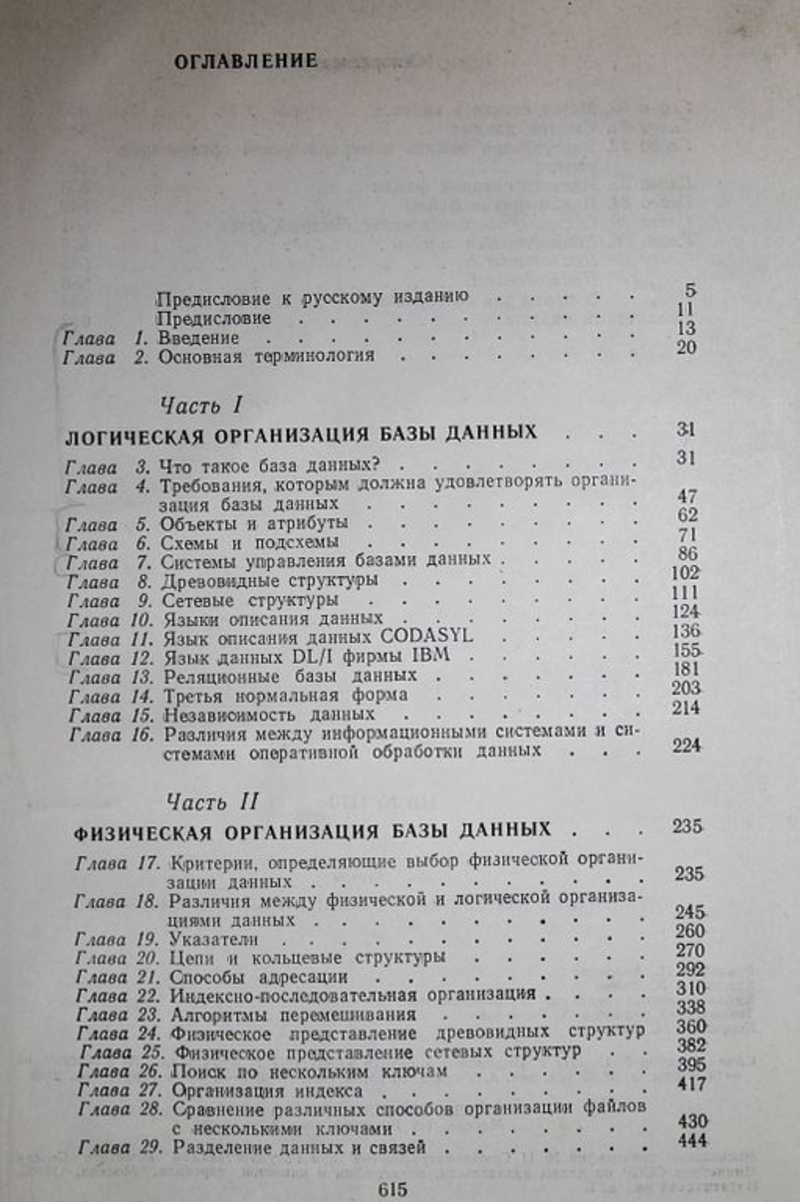 ОГЛАВЛЕНИЕ
Предисловие к русскому изданию . . . . . 5
Предисловие . . . . . . . . . . . 11
Глава 1. Введение . . . . . . . . . . . . 13
Глава 2. Основная терминология . . . . . . . . 20
Часть I
ЛОГИЧЕСКАЯ ОРГАНИЗАЦИЯ БАЗЫ ДАННЫХ . . . 31
Глава 3. Что такое база данных? . . . . . . . . 31
Глава 4. Требования, которым должна удовлетворять органи-
зация базы данных . . . . . . . . . 47
Глава 5. Объекты и атрибуты . . . . . . . . . 62
Глава 6. Схемы и подсхемы . . . . . . . . . 71
Глава 7. Системы управления базами данных . . . . . 86
Глава 8. Древовидные структуры . . . . . . . . 102
Глава 9. Сетевые структуры . . . . . . . . . 111
Глава 10. Языки описания данных . . . . . . . . 124
Глава 11. Язык описания данных CODASYL . . . . . 136
Глава 12. Язык данных DL/I фирмы IBM . . . . . . 155
Глава 13. Реляционные базы данных . . . . . . . 181
Глава 14. Третья нормальная форма . . . . . . . 203
Глава 15. Независимость данных . . . . . . . . 214
Глава 16. Различия между информационными системами и си-
стемами оперативной обработки данных . . . 224
Часть II
ФИЗИЧЕСКАЯ ОРГАНИЗАЦИЯ БАЗЫ ДАННЫХ . . . 235
Глава 17. Критерии, определяющие выбор физической органи-
зации данных . . . . . . . . . . . 235
Глава 18. Различия между физической и логической организа-
циями данных . . . . . . . . . . . 245
Глава 19. Указатели . . . . . . . . . . . . 260
Глава 20. Цепи и кольцевые структуры . . . . . . 270
Глава 21. Способы адресации . . . . . . . . . 292
Глава 22. Индексно-последовательная организация . . . . 310
Глава 23. Алгоритмы перемешивания . . . . . . . 338
Глава 24. Физическое представление древовидных структур 360
Глава 25. Физическое представление сетевых структур . . 382
Глава 26. Поиск по нескольким ключам . . . . . . 395
Глава 27. Организация индекса . . . . . . . . . 417
Глава 28. Сравнение различных способов организации файлов
с несколькими ключами . . . . . . . 430
Глава 29. Разделение данных и связей . . . . . . . 444
615